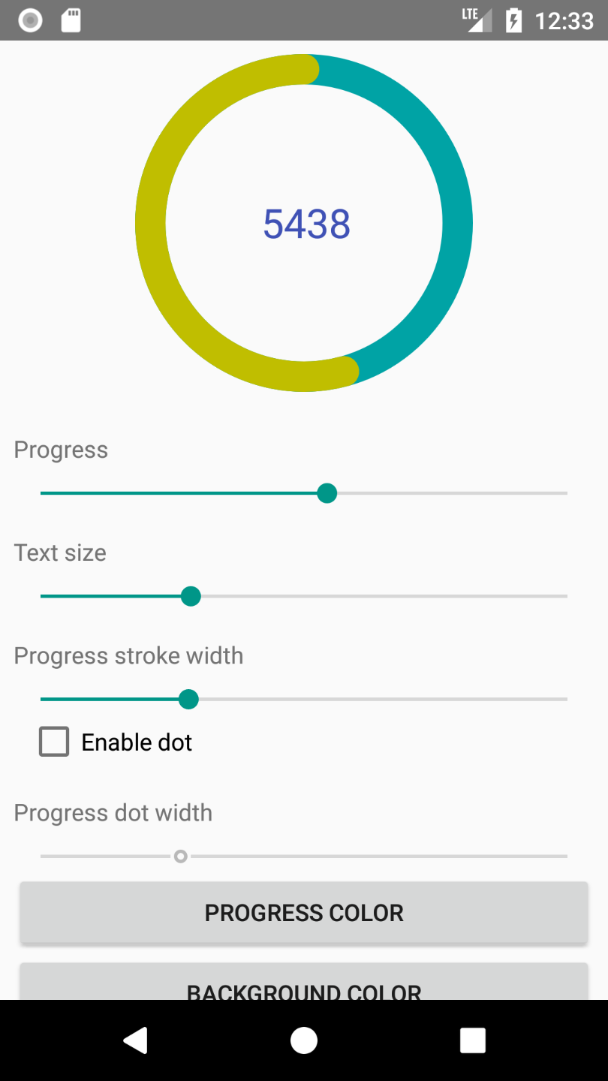 LTE 12:33
5438
Progress
Text size
Progress stroke width
Enable dot
Progress dot width
PROGRESS COLOR
BACKGROUND COLOR